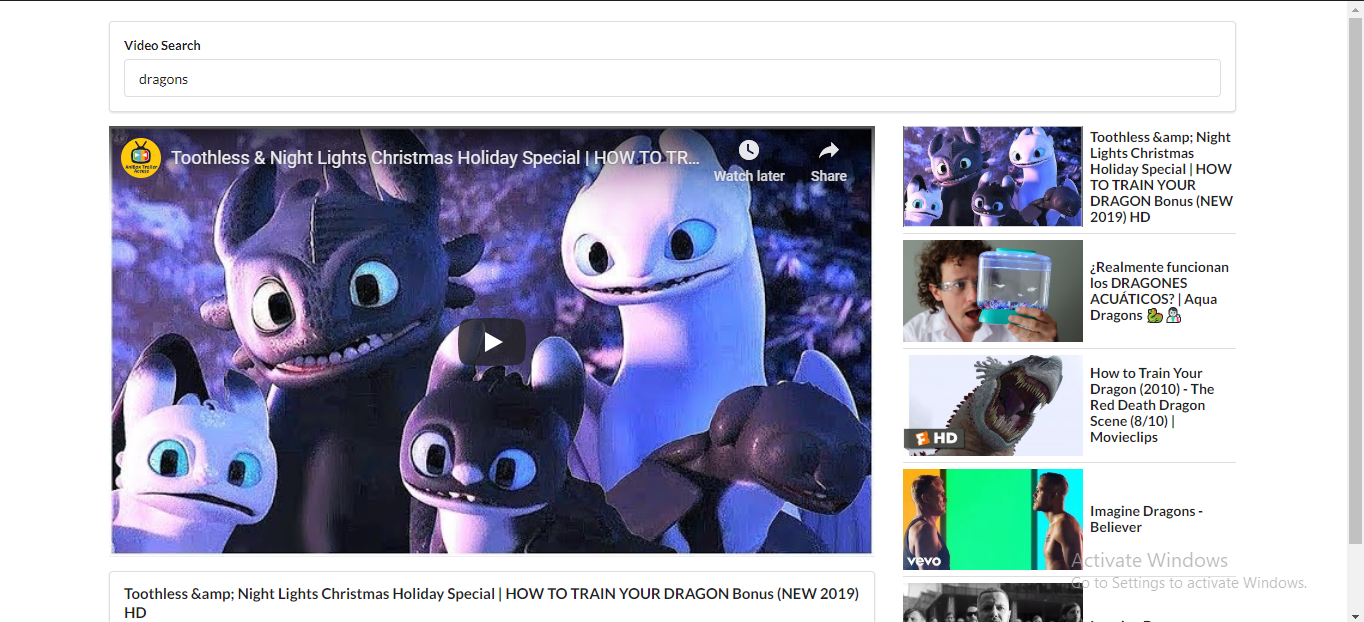 Video Search
dragons
Toothless & Night Lights Christmas Holiday Special | HOW TO TR...
Watch later
Share
Toothless &amp; Night Lights Christmas Holiday Special | HOW TO TRAIN YOUR DRAGON Bonus (NEW 2019)
HD
Toothless &amp; Night
Lights Christmas
Holiday Special | HOW
TO TRAIN YOUR
DRAGON Bonus (NEW
2019) HD
¿Realmente funcionan
los DRAGONES
ACUÁTICOS? | Aqua
Dragons 🐉👨‍🔬
HD
How to Train Your
Dragon (2010) - The
Red Death Dragon
Scene (8/10) |
Movieclips
vevo
Imagine Dragons -
Believer
Activate Windows
Go to Settings to activate Windows.